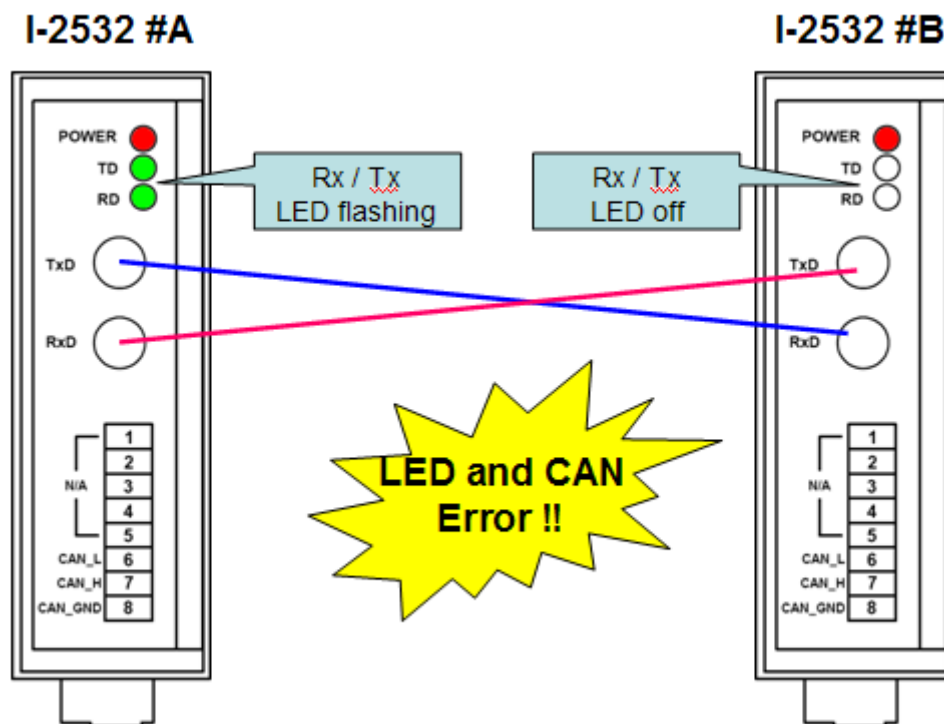 I-2532 #A
I-2532 #B
POWER
TD
RD
Rx / Tx
LED flashing
Rx / Tx
LED off
POWER
TD
RD
TxD
RxD
TxD
RxD
LED and CAN
Error !!
1
2
N/A
3
4
5
CAN_L
6
CAN_H
7
CAN_GND
8
1
2
N/A
3
4
5
CAN_L
6
CAN_H
7
CAN_GND
8